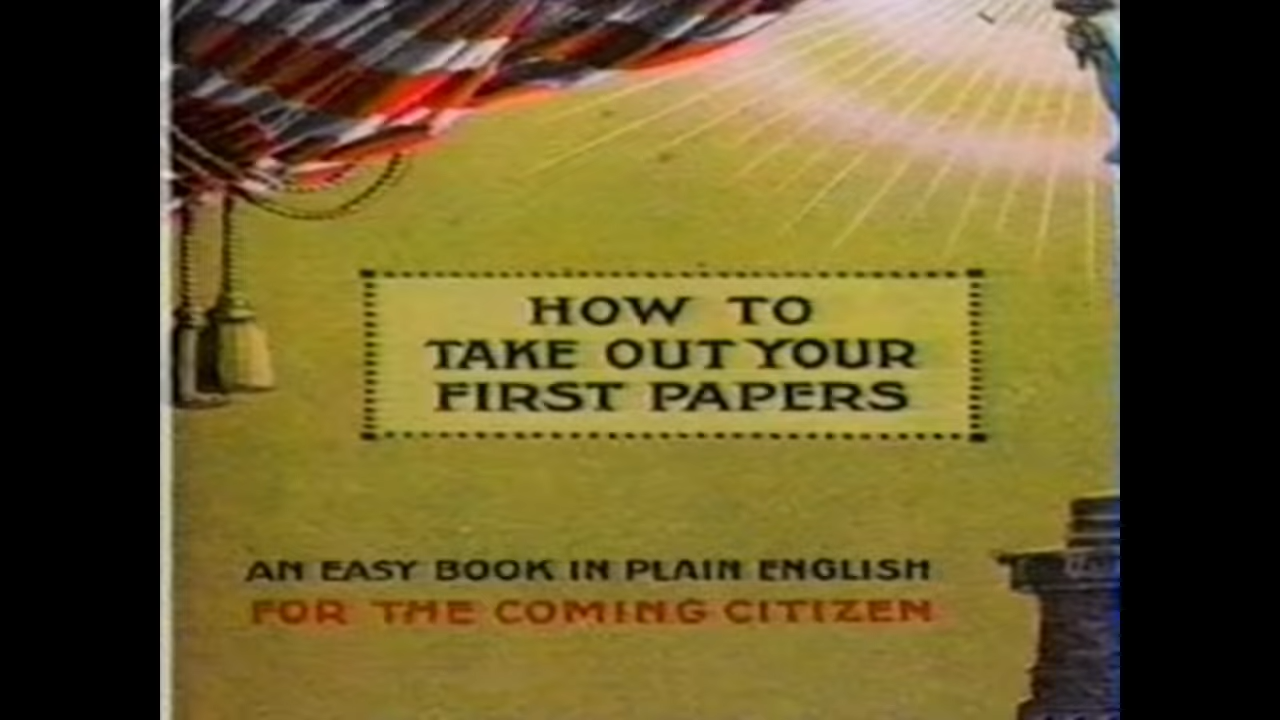 HOW TO
TAKE OUT YOUR
FIRST PAPERS
AN EASY BOOK IN PLAIN ENGLISH
FOR THE COMING CITIZEN